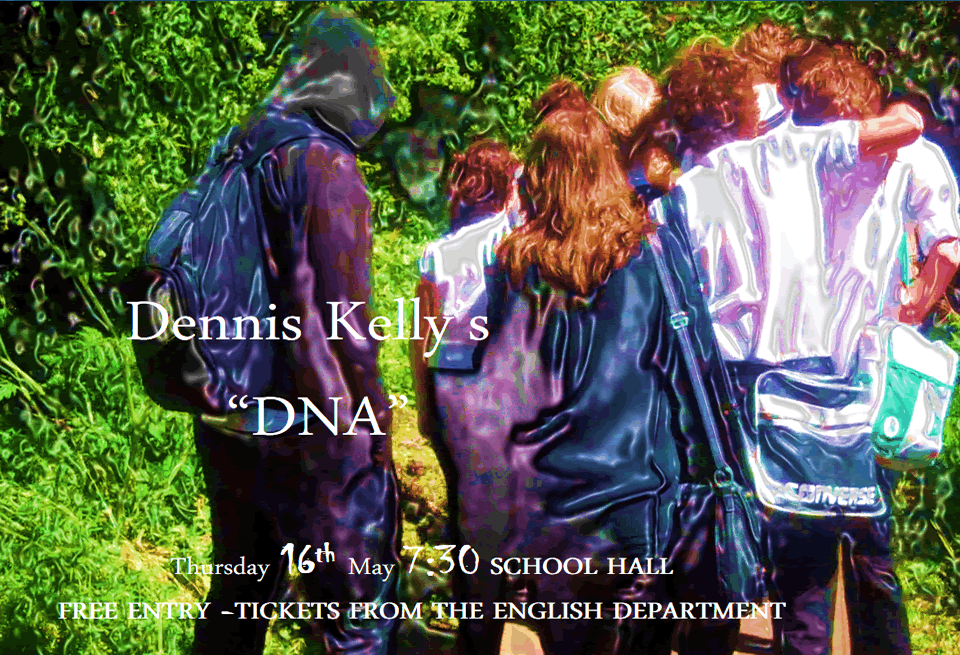 Dennis Kelly's
“DNA”
Thursday 16th May 7:30 SCHOOL HALL
FREE ENTRY -TICKETS FROM THE ENGLISH DEPARTMENT
CONVERSE